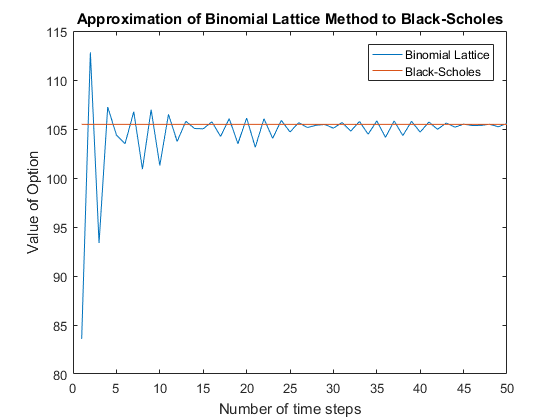 Approximation of Binomial Lattice Method to Black-Scholes
115
110
105
100
95
90
85
80
Value of Option
Binomial Lattice
Black-Scholes
0 5 10 15 20 25 30 35 40 45 50
Number of time steps